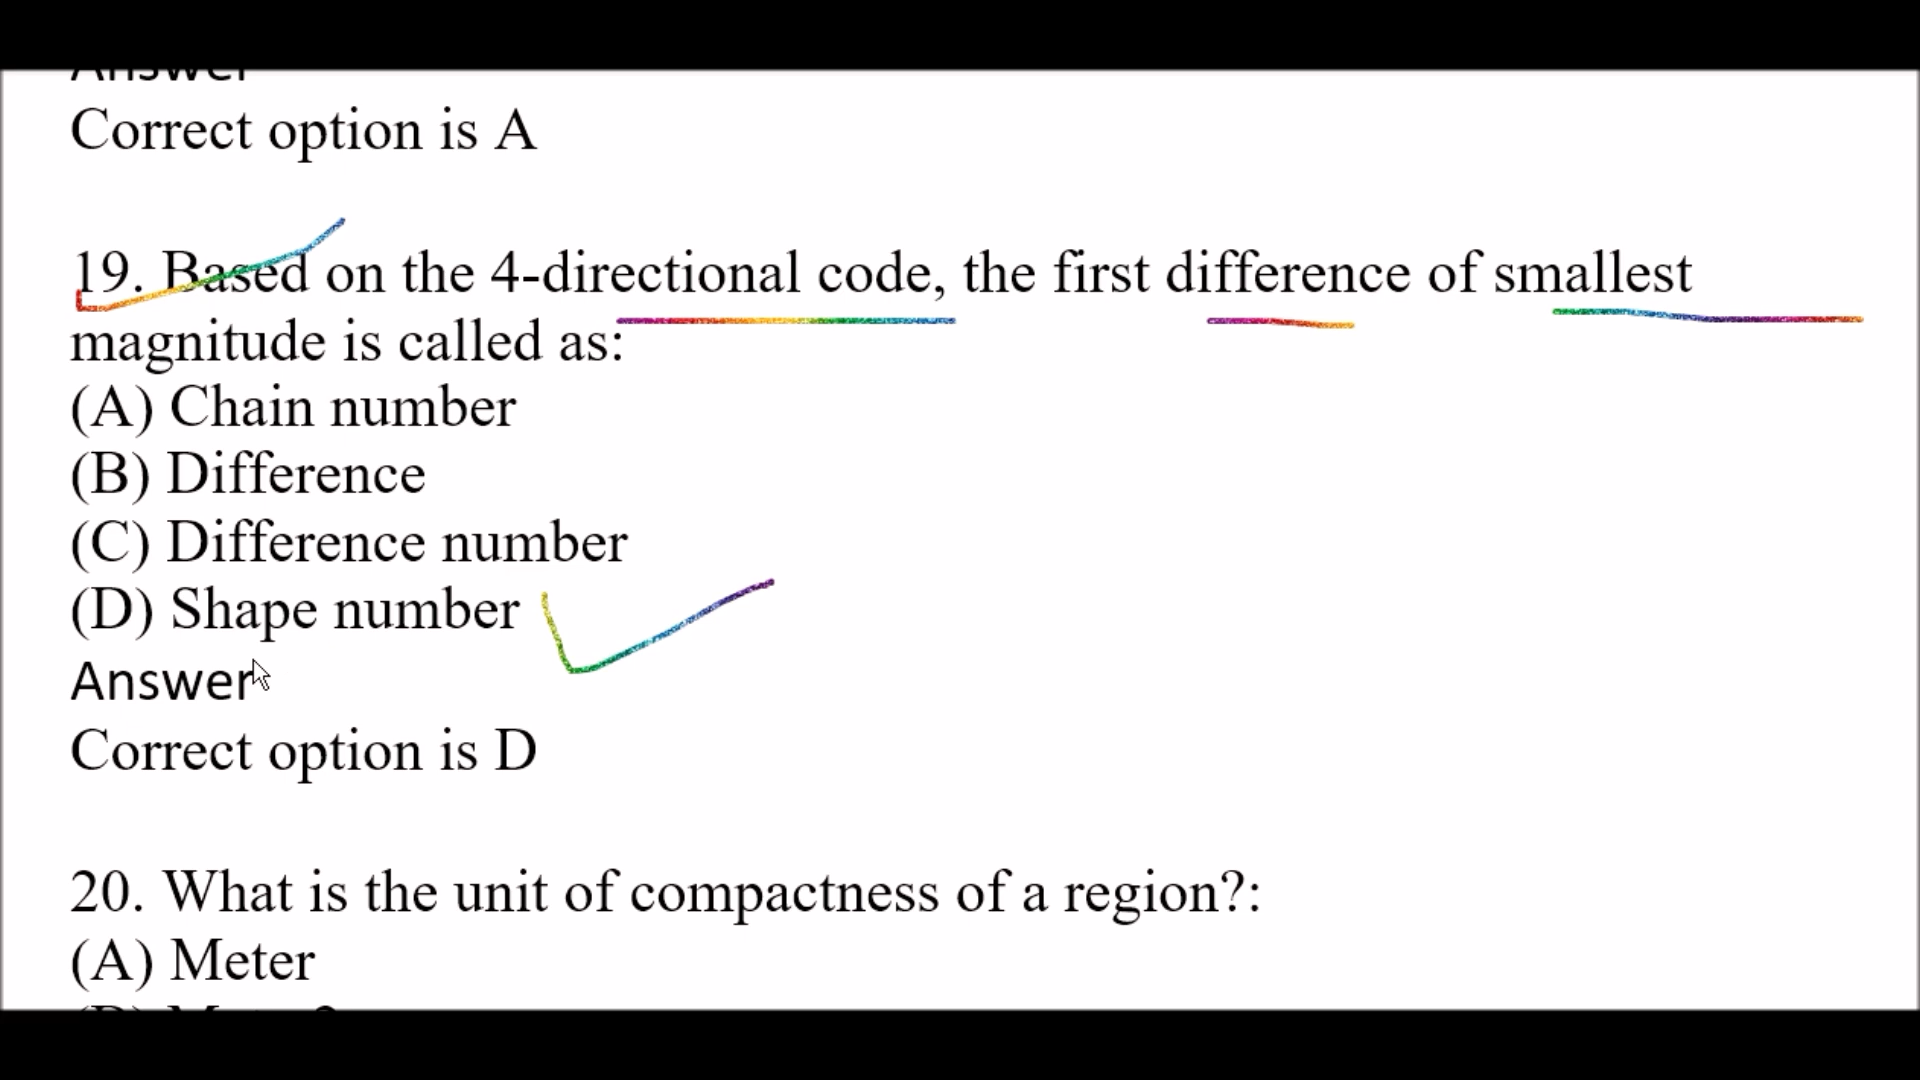 Answer
Correct option is A
19. Based on the 4-directional code, the first difference of smallest
magnitude is called as:
(A) Chain number
(B) Difference
(C) Difference number
(D) Shape number
Answer
Correct option is D
20. What is the unit of compactness of a region?:
(A) Meter